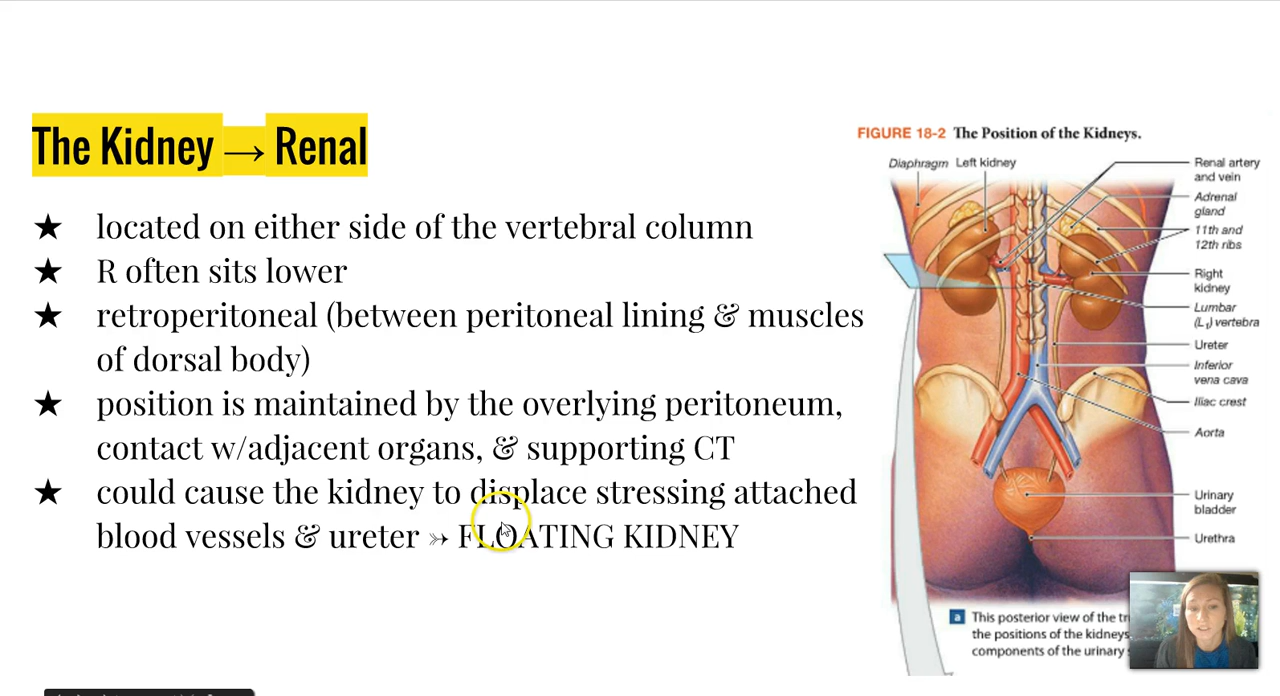 The Kidney → Renal
★ located on either side of the vertebral column
★ R often sits lower
★ retroperitoneal (between peritoneal lining & muscles
of dorsal body)
★ position is maintained by the overlying peritoneum,
contact w/adjacent organs, & supporting CT
★ could cause the kidney to displace stressing attached
blood vessels & ureter ➳ FLOATING KIDNEY
FIGURE 18-2 The Position of the Kidneys.
Diaphragm Left kidney
Renal artery
and vein
Adrenal
gland
11th and
12th ribs
Right
kidney
Lumbar
(L₁) vertebra
Ureter
Inferior
vena cava
Iliac crest
Aorta
Urinary
bladder
Urethra
a This posterior view of the
the positions of the kidneys
components of the urinary